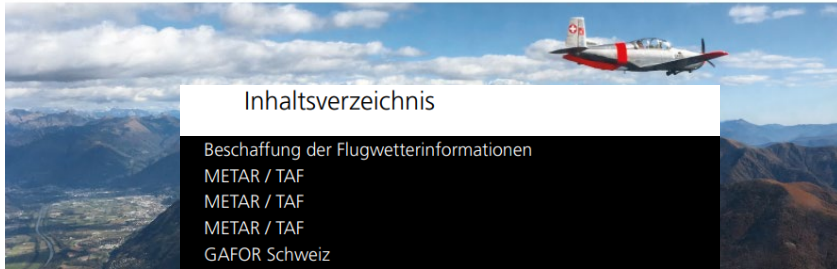 Inhaltsverzeichnis
Beschaffung der Flugwetterinformationen
METAR / TAF
METAR / TAF
METAR / TAF
GAFOR Schweiz